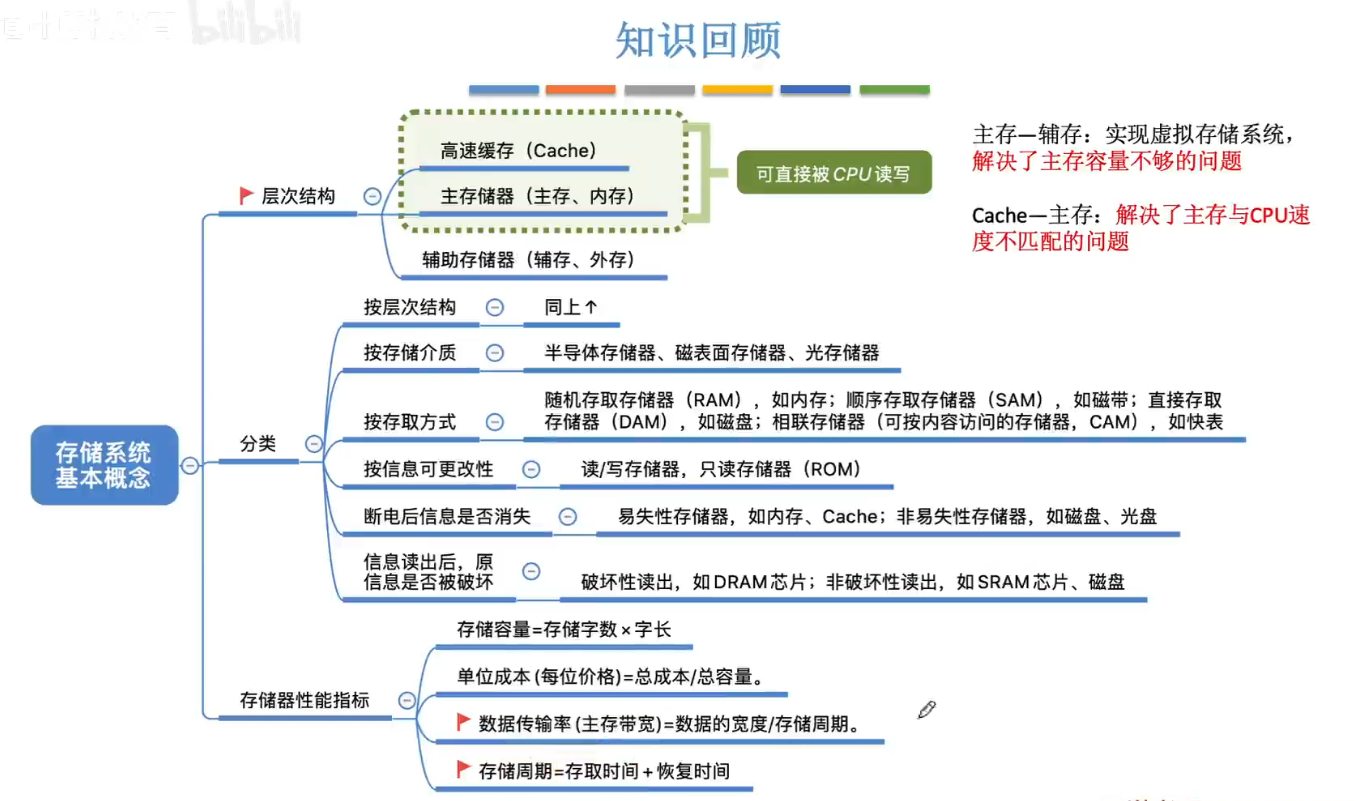 bilibili
知识回顾
高速缓存（Cache）
主存储器（主存、内存）
辅助存储器（辅存、外存）
可直接被CPU读写
主存—辅存：实现虚拟存储系统，
解决了主存容量不够的问题
Cache—主存：解决了主存与CPU速
度不匹配的问题
层次结构
按层次结构
同上↑
按存储介质
半导体存储器、磁表面存储器、光存储器
按存取方式
随机存取存储器（RAM），如内存；顺序存取存储器（SAM），如磁带；直接存取
存储器（DAM），如磁盘；相联存储器（可按内容访问的存储器，CAM），如快表
分类
按信息可更改性
读/写存储器，只读存储器（ROM）
断电后信息是否消失
易失性存储器，如内存、Cache；非易失性存储器，如磁盘、光盘
信息读出后，原
信息是否被破坏
破坏性读出，如DRAM芯片；非破坏性读出，如SRAM芯片、磁盘
存储系统
基本概念
存储器性能指标
存储容量=存储字数×字长
单位成本(每位价格)=总成本/总容量。
数据传输率(主存带宽)=数据的宽度/存储周期。
存储周期=存取时间+恢复时间